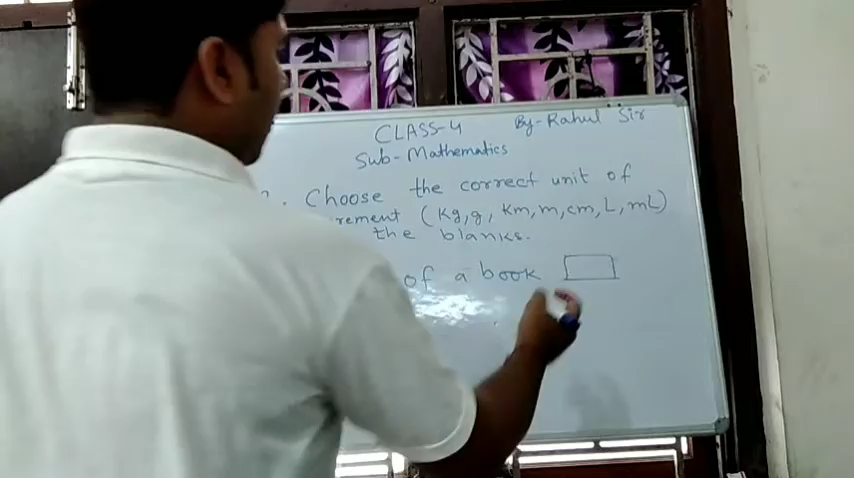 CLASS-4 By-Rahul Sir
Sub-Mathematics
Choose the correct unit of
rement (Kg,g, Km,m,cm,L,mL)
the blanks.
of a book